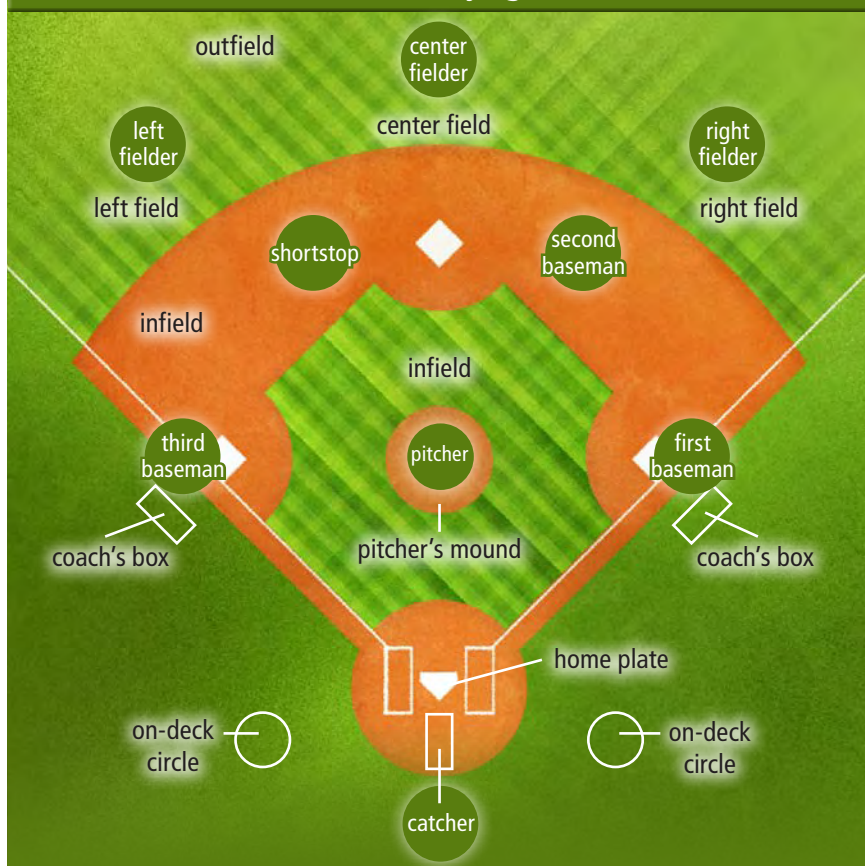 outfield
center
fielder
left
fielder
center field
right
fielder
left field
right field
shortstop
second
baseman
infield
infield
third
baseman
pitcher
first
baseman
coach's box
pitcher's mound
coach's box
home plate
on-deck
circle
on-deck
circle
catcher